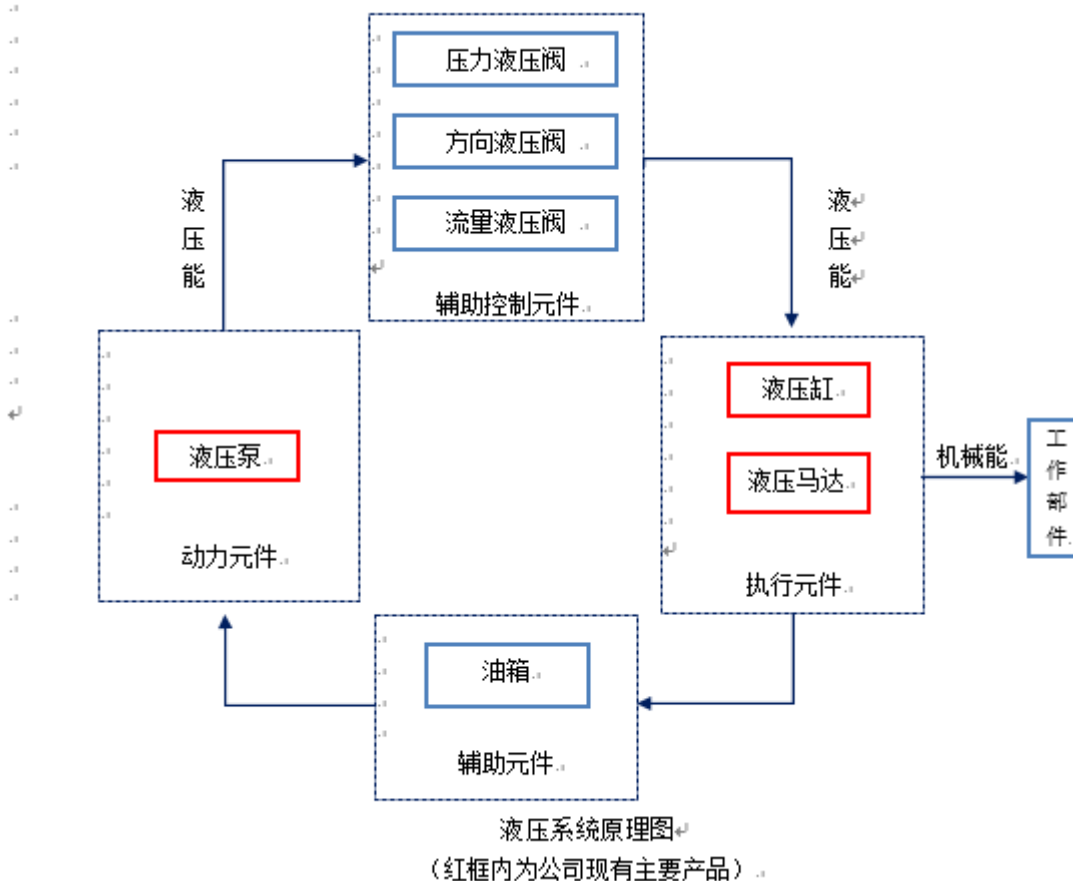 压力液压阀
方向液压阀
流量液压阀
辅助控制元件
液
压
能
液
压
能
液压泵
动力元件
液压缸
液压马达
执行元件
机械能
工
作
部
件
油箱
辅助元件
液压系统原理图
（红框内为公司现有主要产品）